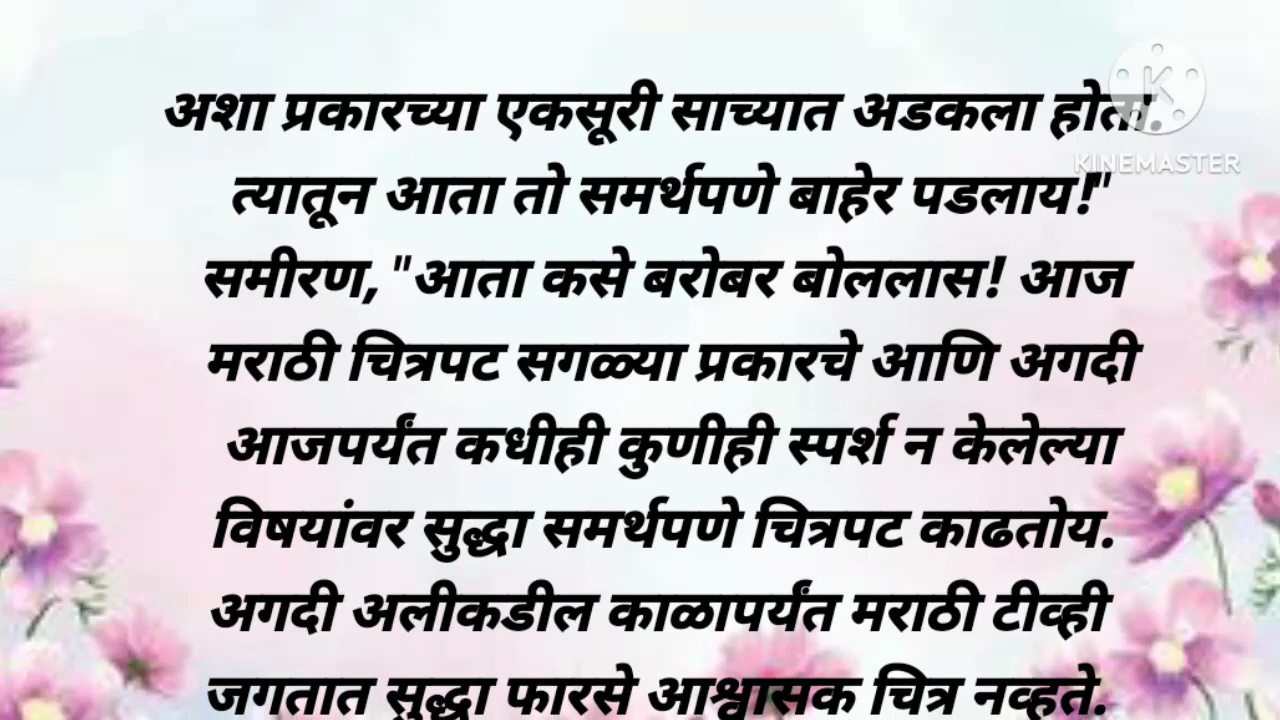 अशा प्रकारच्या एकसूरी साच्यात अडकला होता.
त्यातून आता तो समर्थपणे बाहेर पडलाय!"
समीरण, "आता कसे बरोबर बोललास! आज
मराठी चित्रपट सगळ्या प्रकारचे आणि अगदी
आजपर्यंत कधीही कुणीही स्पर्श न केलेल्या
विषयांवर सुद्धा समर्थपणे चित्रपट काढतोय.
अगदी अलीकडील काळापर्यंत मराठी टीव्ही
जगतात सुद्धा फारसे आश्वासक चित्र नव्हते.
K
KINEMASTER